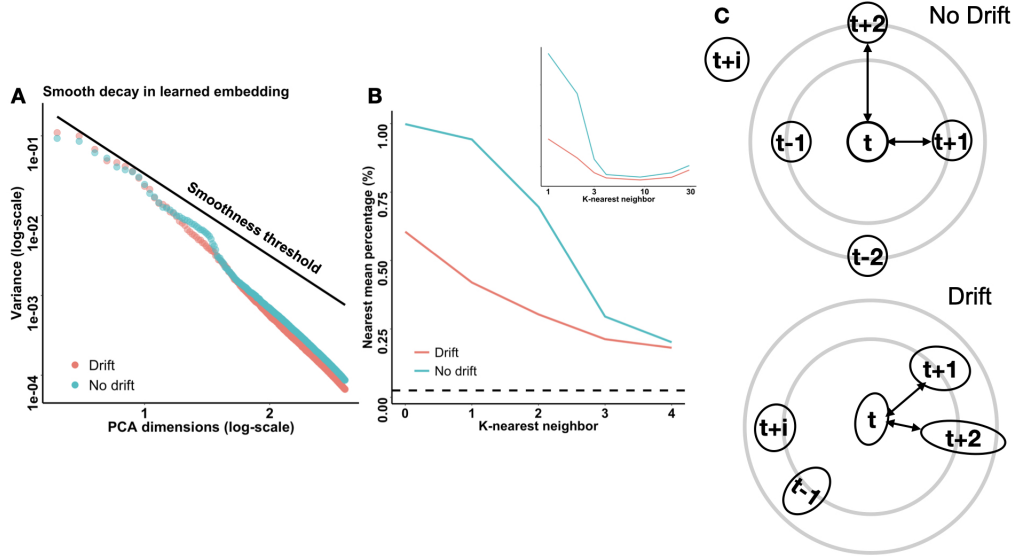 A
Smooth decay in learned embedding
Variance (log-scale)
1e-01
1e-02
1e-03
1e-04
Smoothness threshold
Drift
No drift
1
2
PCA dimensions (log-scale)
B
Nearest mean percentage (%)
1.00
0.75
0.50
0.25
0.00
Drift
No drift
0
1
2
3
4
K-nearest neighbor
1
3
10
30
K-nearest neighbor
C
No Drift
t+2
t+i
t-1
t
t+1
t-2
Drift
t+1
t
t+2
t+i
t-1